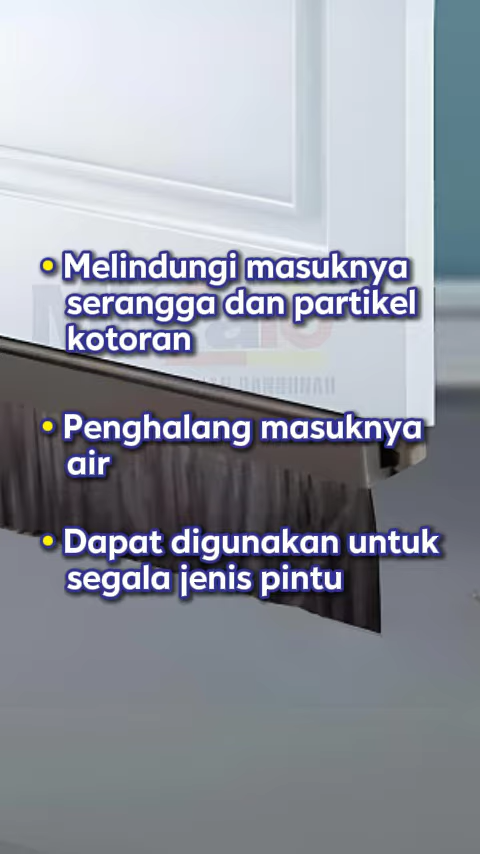 • Melindungi masuknya
serangga dan partikel
kotoran
• Penghalang masuknya
air
• Dapat digunakan untuk
segala jenis pintu